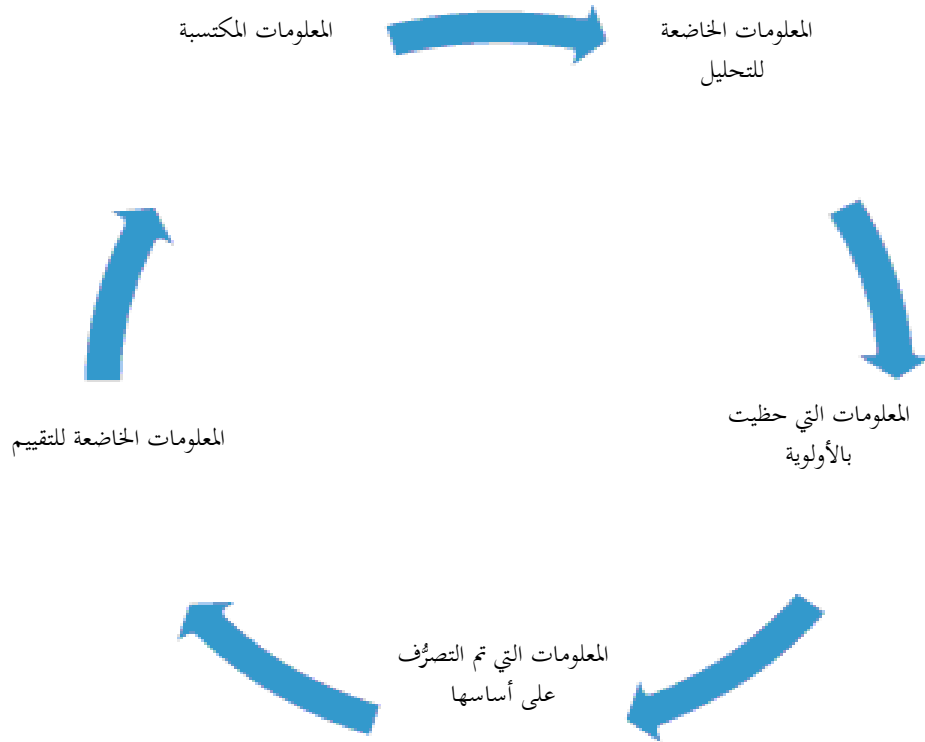 المعلومات المكتسبة
المعلومات الخاضعة
للتحليل
المعلومات التي حظيت
بالأولوية
المعلومات التي تم التصرُّف
على أساسها
المعلومات الخاضعة للتقييم